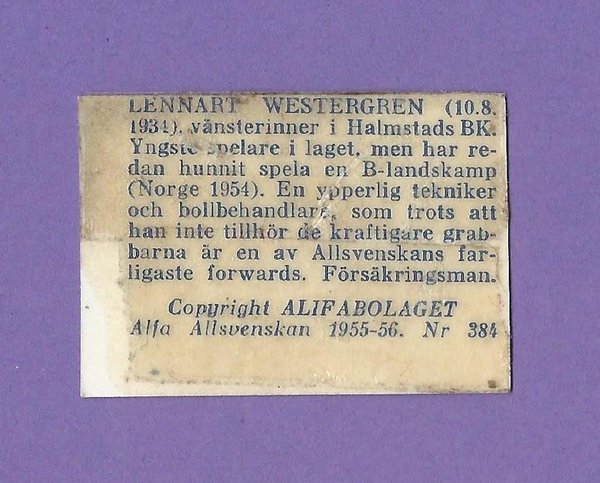 LENNART WESTERGREN (10.8.
1934), vänsterinner i Halmstads BK.
Yngste spelare i laget, men har re-
dan hunnit spela en B-landskamp
(Norge 1954). En ypperlig tekniker
och bollbehandlare, som trots att
han inte tillhör de kraftigare grab-
barna är en av Allsvenskans far-
ligaste forwards. Försäkringsman.
Copyright ALIFABOLAGET
Alfa Allsvenskan 1955-56. Nr 384